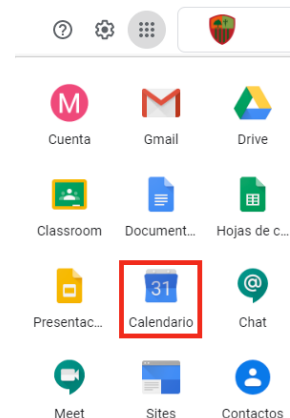 M
Cuenta Gmail Drive
Classroom Document... Hojas de c...
31
Presentac... Calendario Chat
Meet Sites Contactos